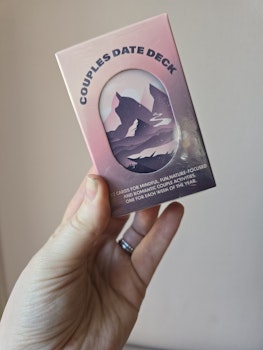 COUPLES DATE DECK
CARDS FOR MINDFUL, FUN, NATURE-FOCUSED
AND ROMANTIC COUPLE ACTIVITIES.
ONE FOR EACH WEEK OF THE YEAR.